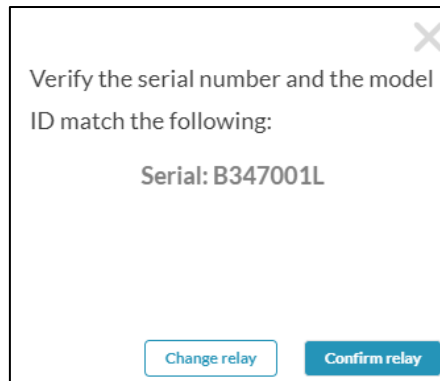 Verify the serial number and the model
ID match the following:
Serial: B347001L
Change relay
Confirm relay